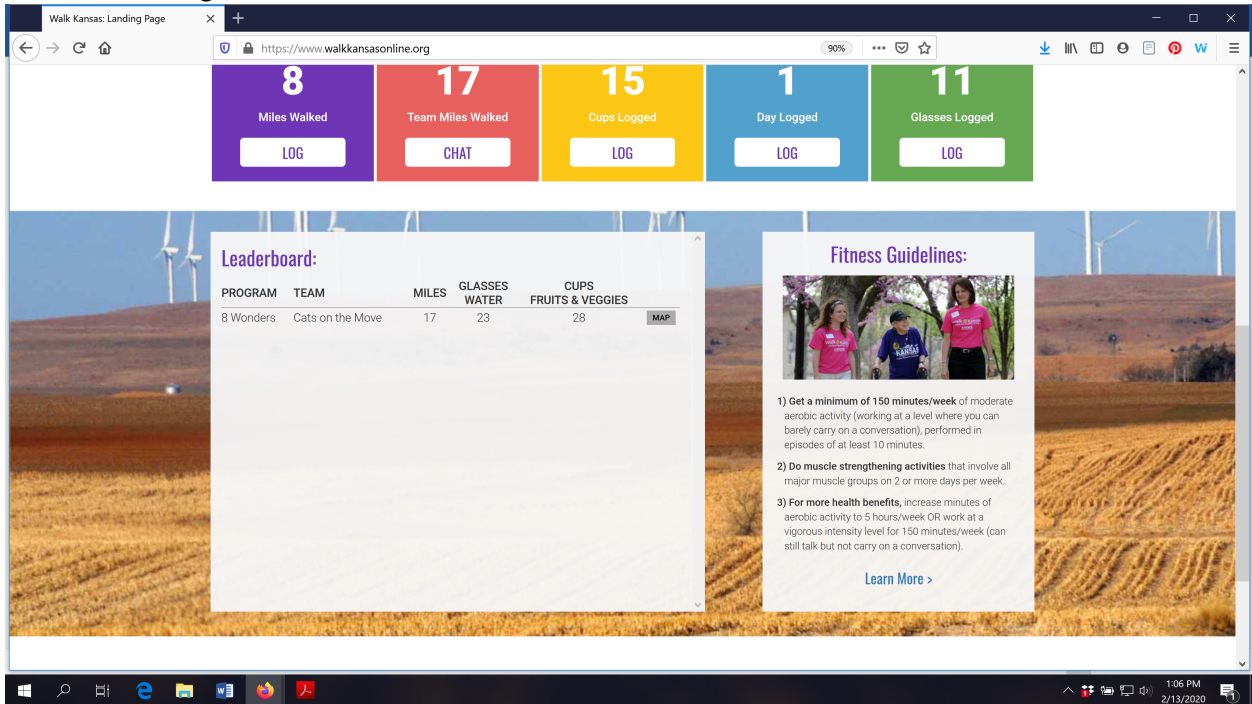 Walk Kansas: Landing Page
https://www.walkkansasonline.org
90%
8
17
15
1
11
Miles Walked
Team Miles Walked
Cups Logged
Day Logged
Glasses Logged
LOG
CHAT
LOG
LOG
LOG
Leaderboard:
PROGRAM TEAM MILES GLASSES WATER CUPS FRUITS & VEGGIES
8 Wonders Cats on the Move 17 23 28 MAP
Fitness Guidelines:
KANSAS
1) Get a minimum of 150 minutes/week of moderate
aerobic activity (working at a level where you can
barely carry on a conversation), performed in
episodes of at least 10 minutes.
2) Do muscle strengthening activities that involve all
major muscle groups on 2 or more days per week.
3) For more health benefits, increase minutes of
aerobic activity to 5 hours/week OR work at a
vigorous intensity level for 150 minutes/week (can
still talk but not carry on a conversation).
Learn More >
1:06 PM
2/13/2020